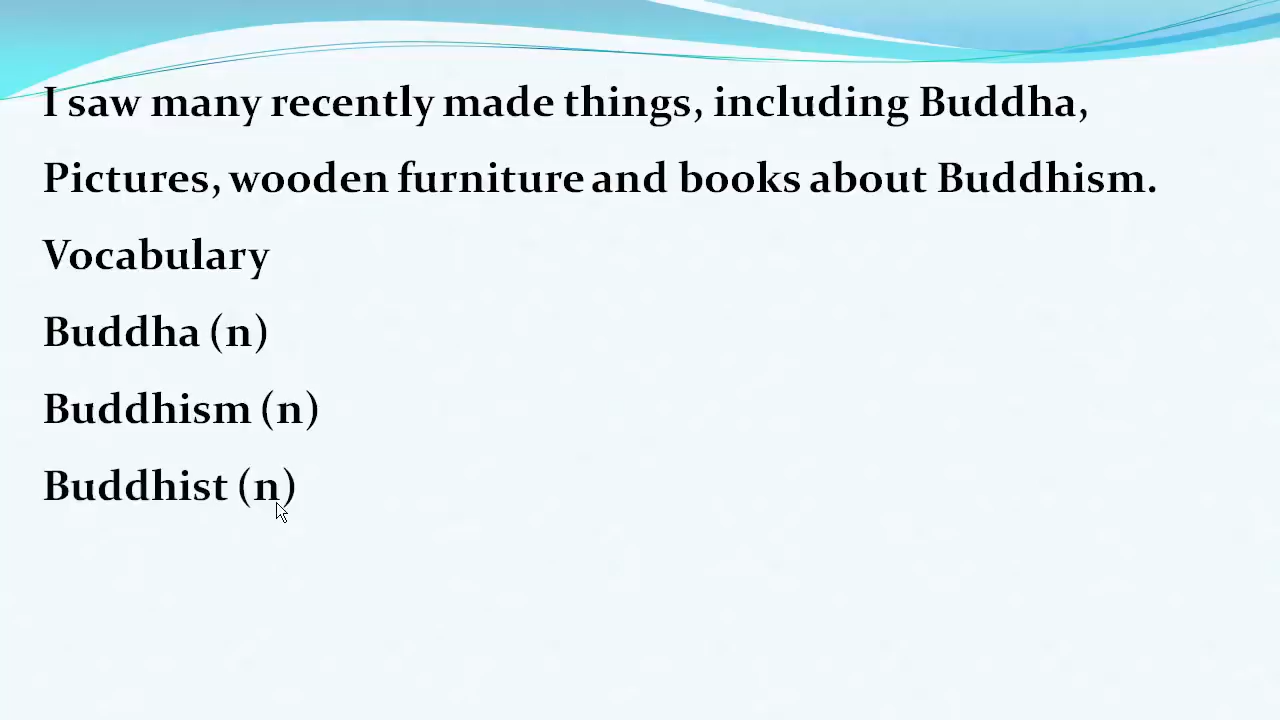 I saw many recently made things, including Buddha,
Pictures, wooden furniture and books about Buddhism.
Vocabulary
Buddha (n)
Buddhism (n)
Buddhist (n)